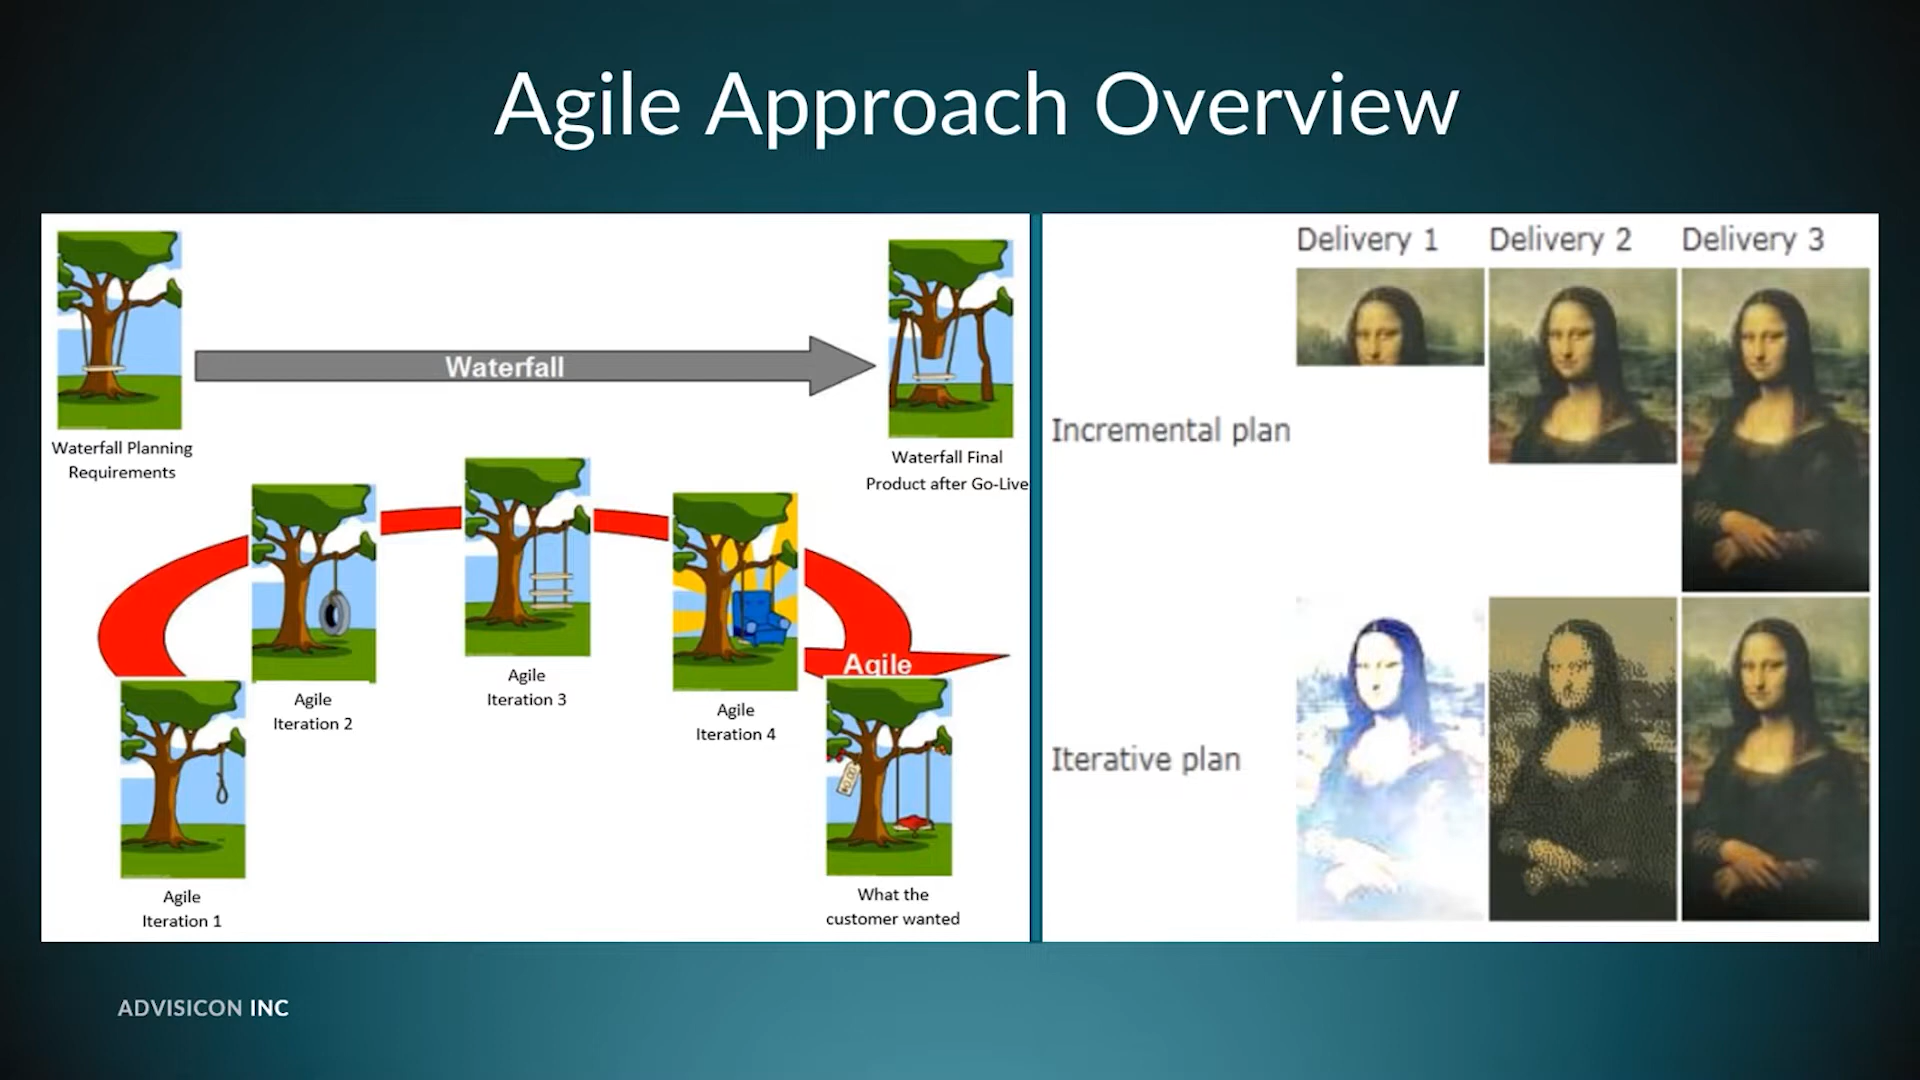 Agile Approach Overview
Waterfall
Waterfall Planning
Requirements
Waterfall Final
Product after Go-Live
Agile
Iteration 1
Agile
Iteration 2
Agile
Iteration 3
Agile
Iteration 4
Agile
What the
customer wanted
Delivery 1
Delivery 2
Delivery 3
Incremental plan
Iterative plan
ADVISICON INC